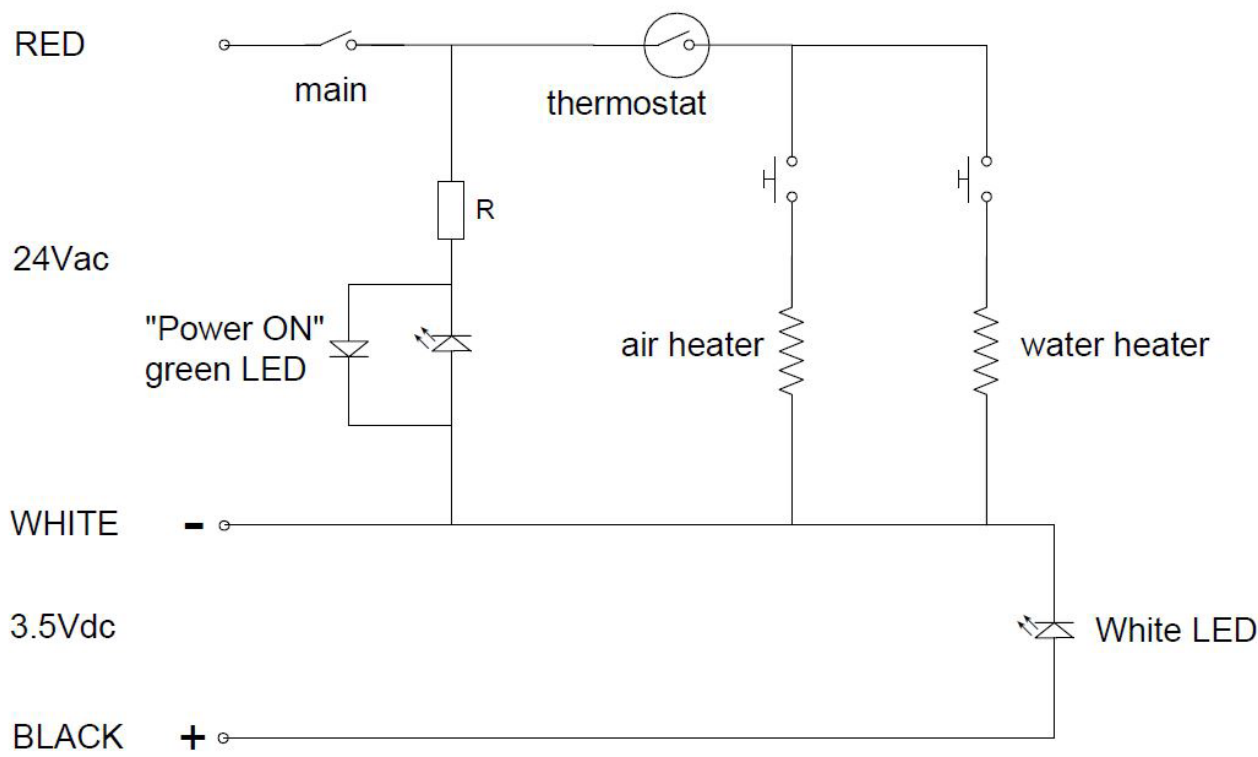 RED
main
thermostat
R
24Vac
"Power ON"
green LED
air heater
water heater
WHITE -
3.5Vdc
White LED
BLACK +